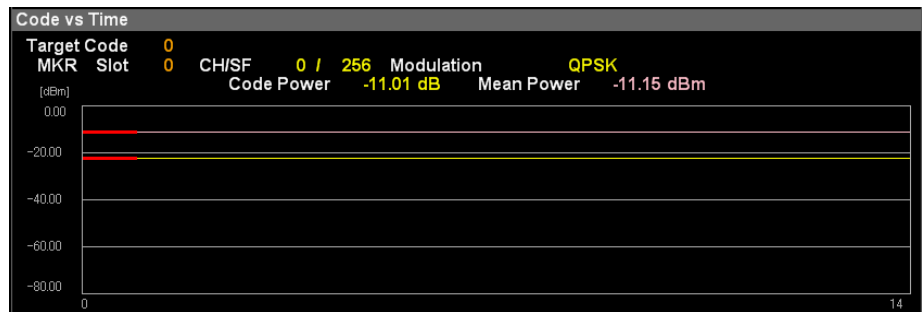 Code vs Time
Target Code 0
MKR Slot 0 CH/SF 0 / 256 Modulation QPSK
Code Power -11.01 dB Mean Power -11.15 dBm
[dBm]
0.00
-20.00
-40.00
-60.00
-80.00
0 14